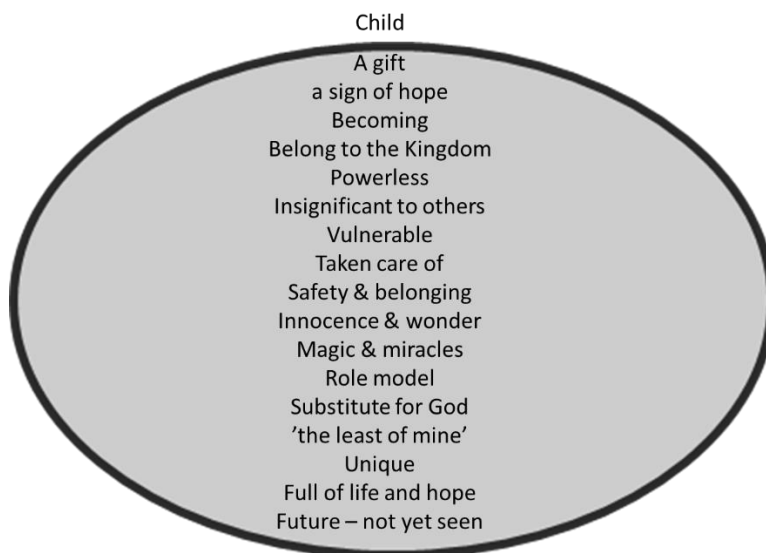 Child
A gift
a sign of hope
Becoming
Belong to the Kingdom
Powerless
Insignificant to others
Vulnerable
Taken care of
Safety & belonging
Innocence & wonder
Magic & miracles
Role model
Substitute for God
’the least of mine’
Unique
Full of life and hope
Future – not yet seen